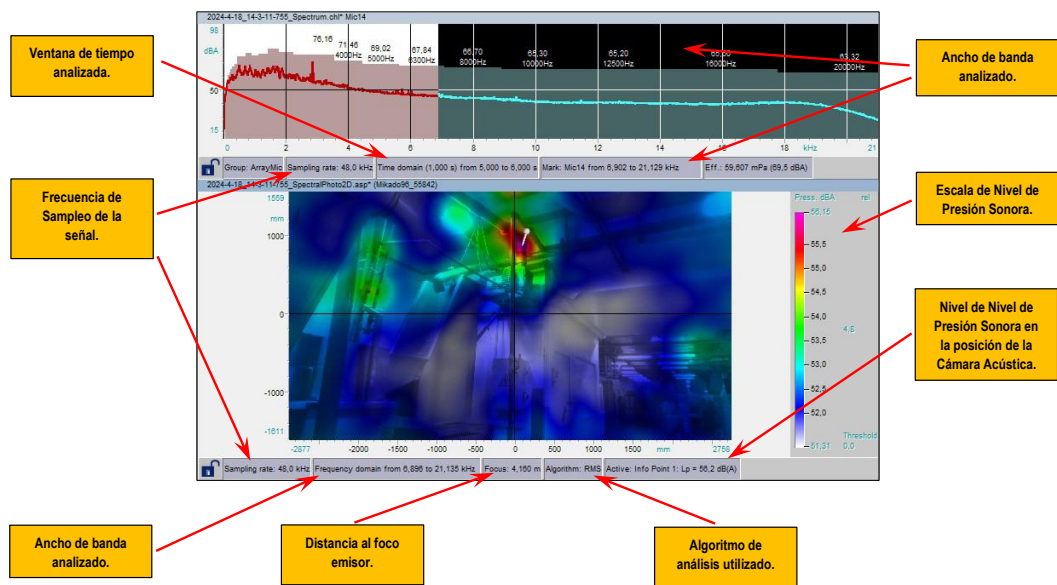 2024-4-18_14-3-11-755_Spectrum.chl* Mic14
98
dBA
50
15
76,16
71,46
4000Hz
69,02
5000Hz
67,84
6300Hz
66,70
8000Hz
65,30
10000Hz
65,20
12500Hz
16000Hz
63,32
20000Hz
0 2 4 6 8 10 12 14 16 kHz 21
Group: ArrayMic Sampling rate: 48,0 kHz Time domain (1,000 s) from 5,000 to 6,000 s Mark: Mic14 from 6,902 to 21,129 kHz Eff.: 59,607 mPa (69,5 dBA)
2024-4-18_14-3-11-755_SpectralPhoto2D.asp* (Mikado96_55842)
1559
mm
1000
0
-1000
-1611
-2877 -2000 -1500 -1000 -500 0 500 1000 1500 mm 2758
Press. dBA rel
56,15
55,5
55,0
54,5
54,0
53,5
53,0
52,5
52,0
51,31
4,8
Threshold
0,0
Sampling rate: 48,0 kHz Frequency domain from 6,896 to 21,135 kHz Focus: 4,160 m Algorithm: RMS Active: Info Point 1: Lp = 56,2 dB(A)
Ventana de tiempo
analizada.
Frecuencia de
Sampleo de la
señal.
Ancho de banda
analizado.
Escala de Nivel de
Presión Sonora.
Nivel de Nivel de
Presión Sonora en
la posición de la
Cámara Acústica.
Ancho de banda
analizado.
Distancia al foco
emisor.
Algoritmo de
análisis utilizado.